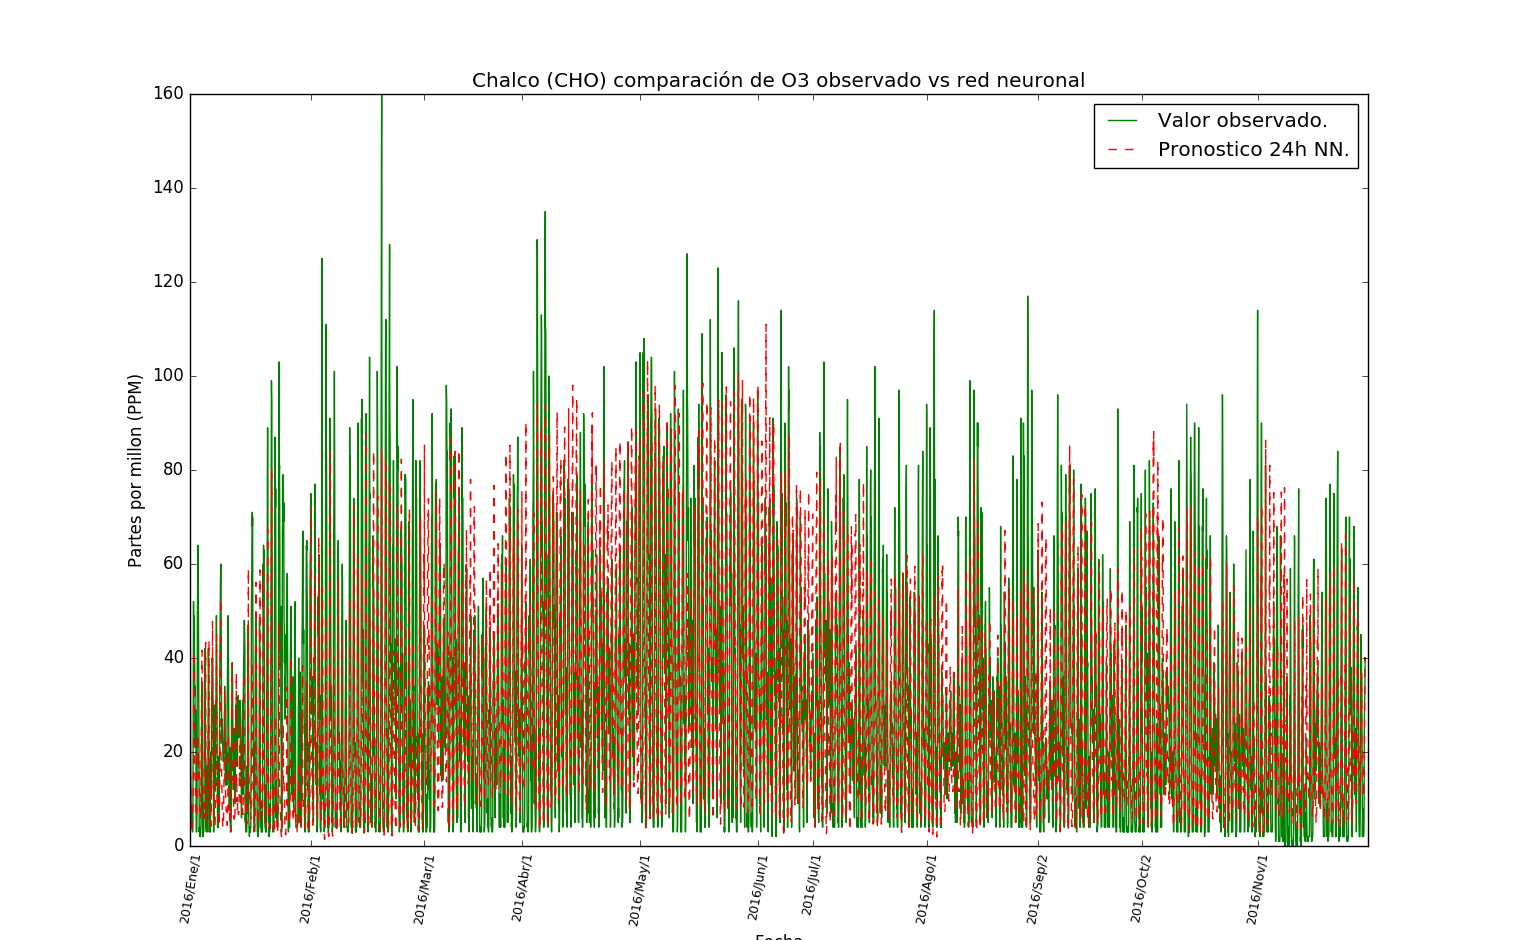 Chalco (CHO) comparación de O3 observado vs red neuronal
160
140
120
100
80
60
40
20
0
Partes por millon (PPM)
Valor observado.
Pronostico 24h NN.
2016/Ene/1
2016/Feb/1
2016/Mar/1
2016/Abr/1
2016/May/1
2016/Jun/1
2016/Jul/1
2016/Ago/1
2016/Sep/2
2016/Oct/2
2016/Nov/1
Fecha